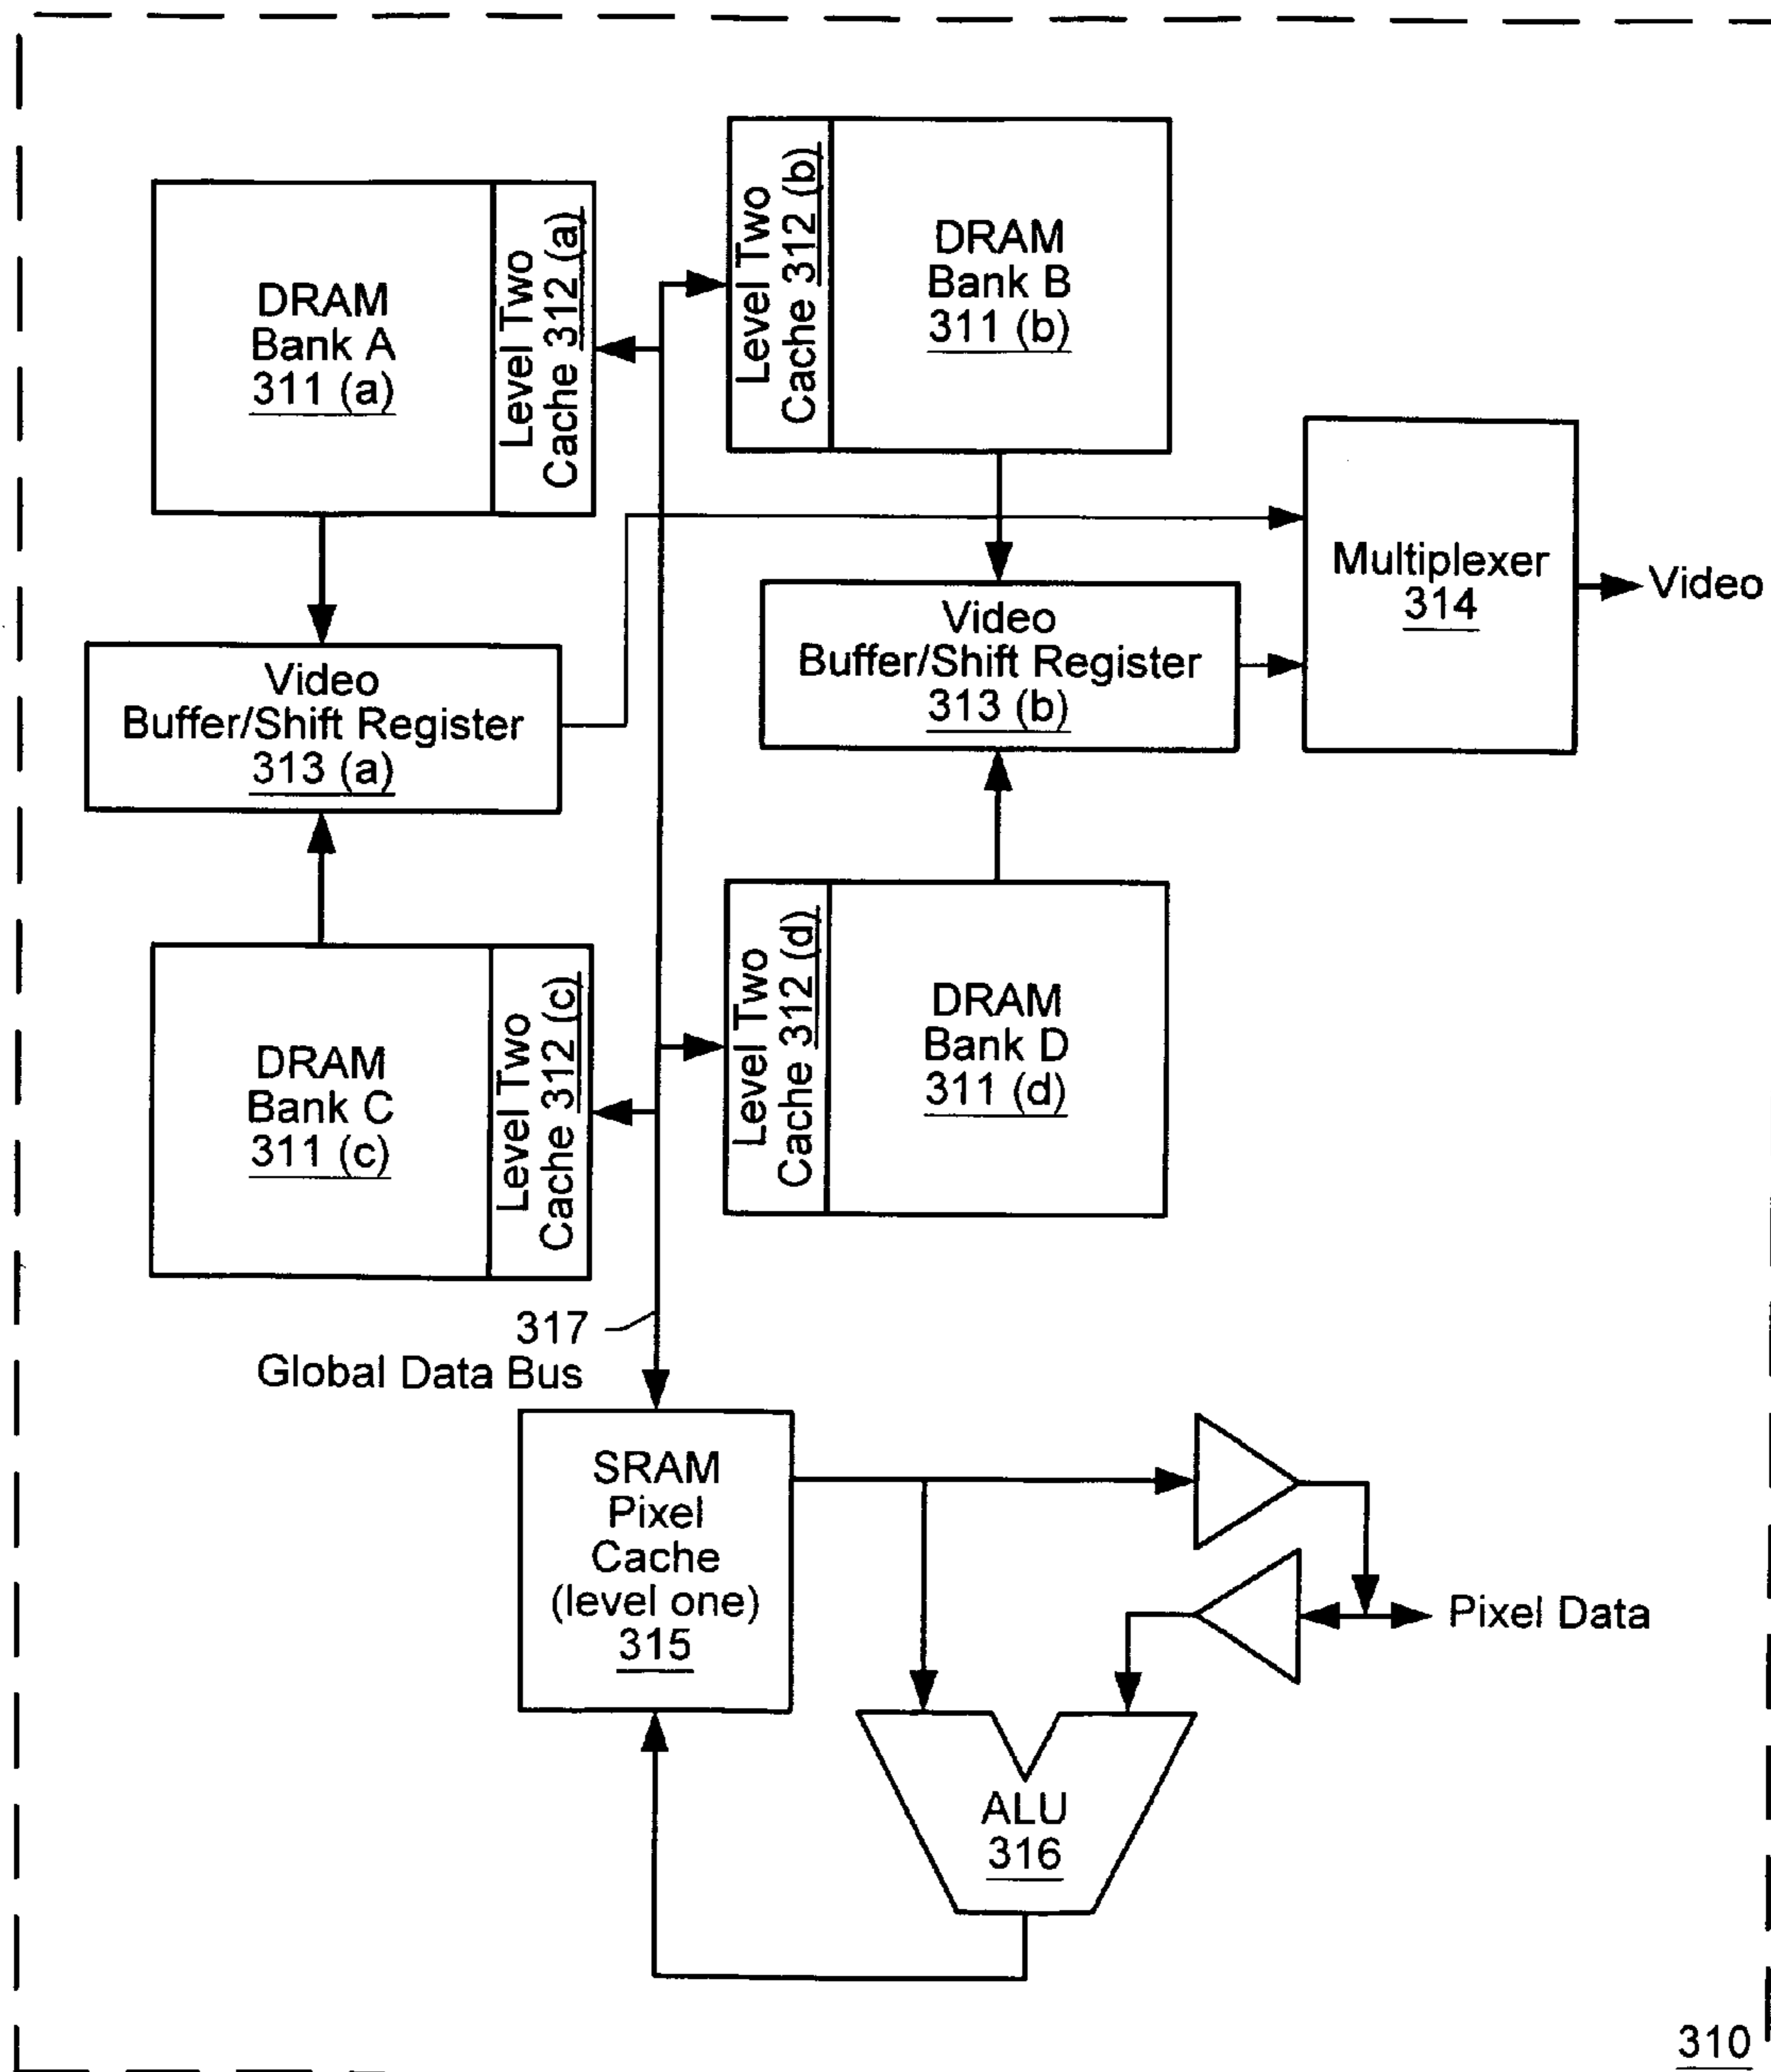 DRAM
Bank A
311 (a)
Level Two
Cache 312 (a)
Level Two
Cache 312 (b)
DRAM
Bank B
311 (b)
Multiplexer
314
Video
Video
Buffer/Shift Register
313 (a)
Video
Buffer/Shift Register
313 (b)
DRAM
Bank C
311 (c)
Level Two
Cache 312 (c)
Level Two
Cache 312 (d)
DRAM
Bank D
311 (d)
317
Global Data Bus
SRAM
Pixel
Cache
(level one)
315
Pixel Data
ALU
316
310